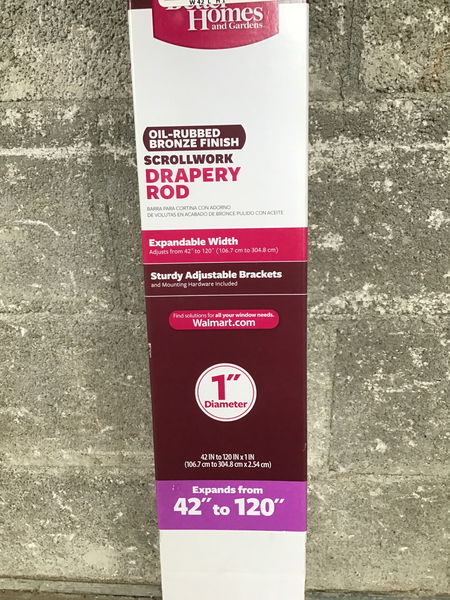 Homes
and Gardens
OIL-RUBBED
BRONZE FINISH
SCROLLWORK
DRAPERY
ROD
BARRA PARA CORTINA CON ADORNO
DE VOLUTAS EN ACABADO DE BRONCE PULIDO CON ACEITE
Expandable Width
Adjusts from 42" to 120" (106.7 cm to 304.8 cm)
Sturdy Adjustable Brackets
and Mounting Hardware Included
Find solutions for all your window needs.
Walmart.com
1"
Diameter
42 IN to 120 IN x 1 IN
(106.7 cm to 304.8 cm x 2.54 cm)
Expands from
42" to 120"